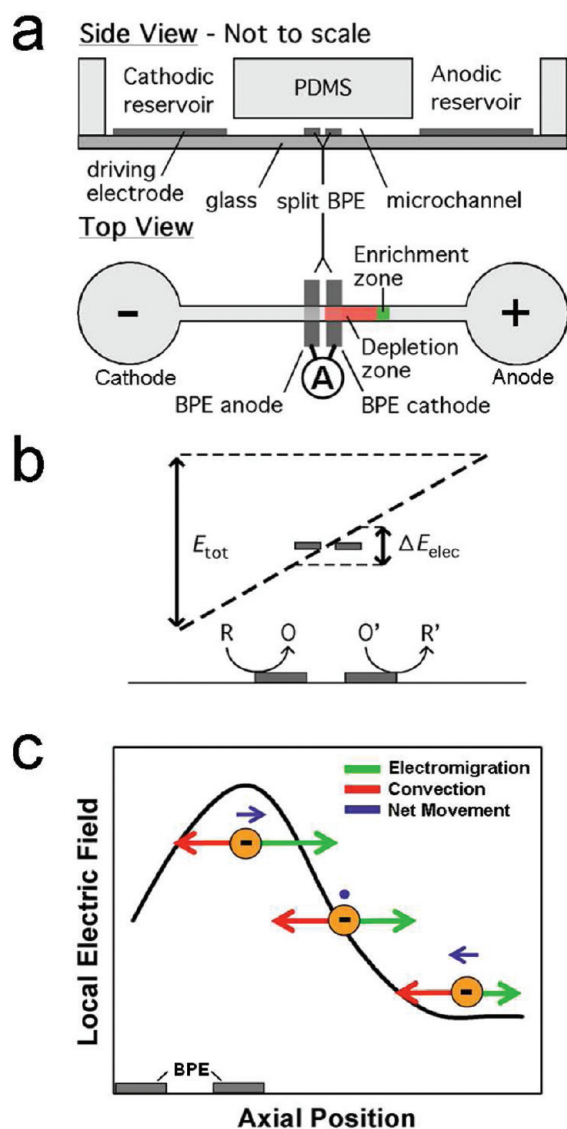 a
Side View - Not to scale
Cathodic reservoir
PDMS
Anodic reservoir
driving electrode
glass
split BPE
microchannel
Top View
Enrichment zone
-
+
Depletion zone
Cathode
A
Anode
BPE anode
BPE cathode
b
Etot
ΔEelec
R
O
O'
R'
c
Electromigration
Convection
Net Movement
-
-
-
Local Electric Field
BPE
Axial Position